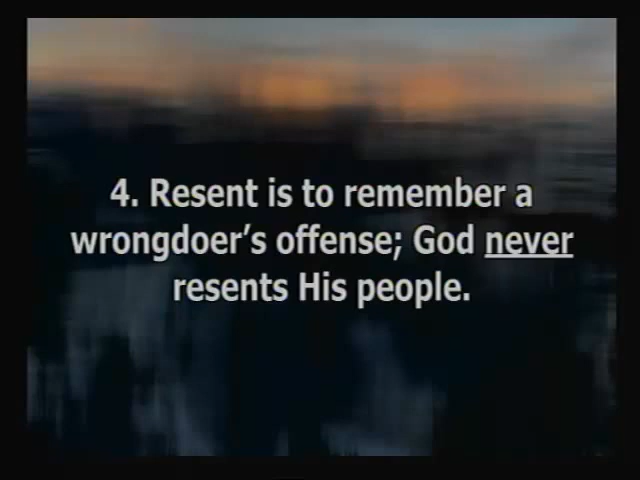 4. Resent is to remember a
wrongdoer’s offense; God never
resents His people.